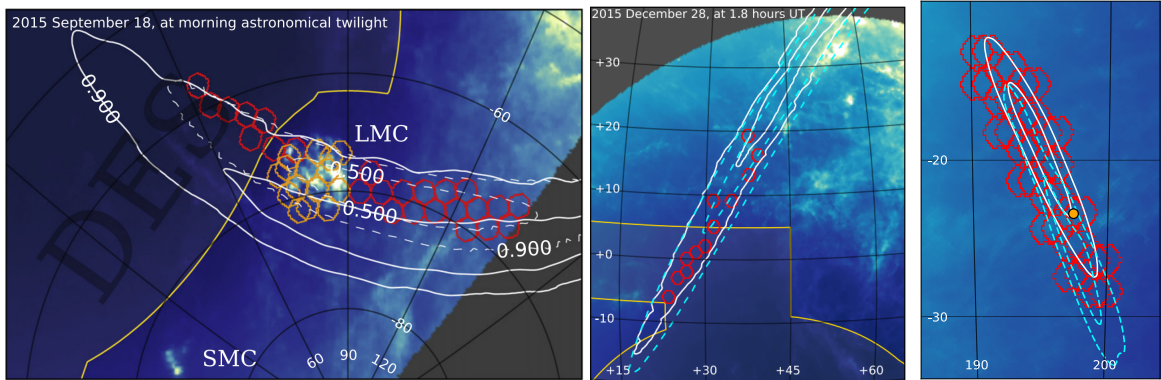 2015 September 18, at morning astronomical twilight
0.900
DES
LMC
-60
0.500
0.500
0.900
-80
SMC
60 90 120
2015 December 28, at 1.8 hours UT
+30
+20
+10
+0
-10
+15 +30 +45 +60
-20
-30
190 200